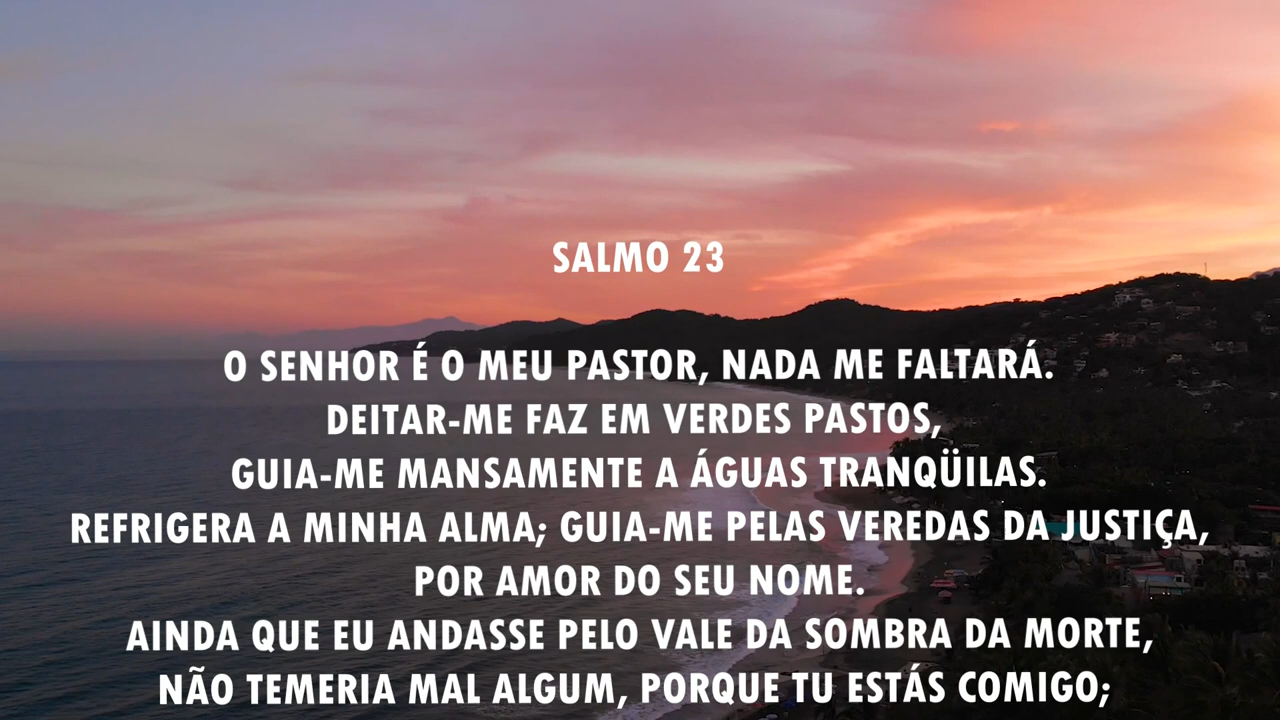 SALMO 23
O SENHOR É O MEU PASTOR, NADA ME FALTARÁ.
DEITAR-ME FAZ EM VERDES PASTOS,
GUIA-ME MANSAMENTE A ÁGUAS TRANQÜILAS.
REFRIGERA A MINHA ALMA; GUIA-ME PELAS VEREDAS DA JUSTIÇA,
POR AMOR DO SEU NOME.
AINDA QUE EU ANDASSE PELO VALE DA SOMBRA DA MORTE,
NÃO TEMERIA MAL ALGUM, PORQUE TU ESTÁS COMIGO;